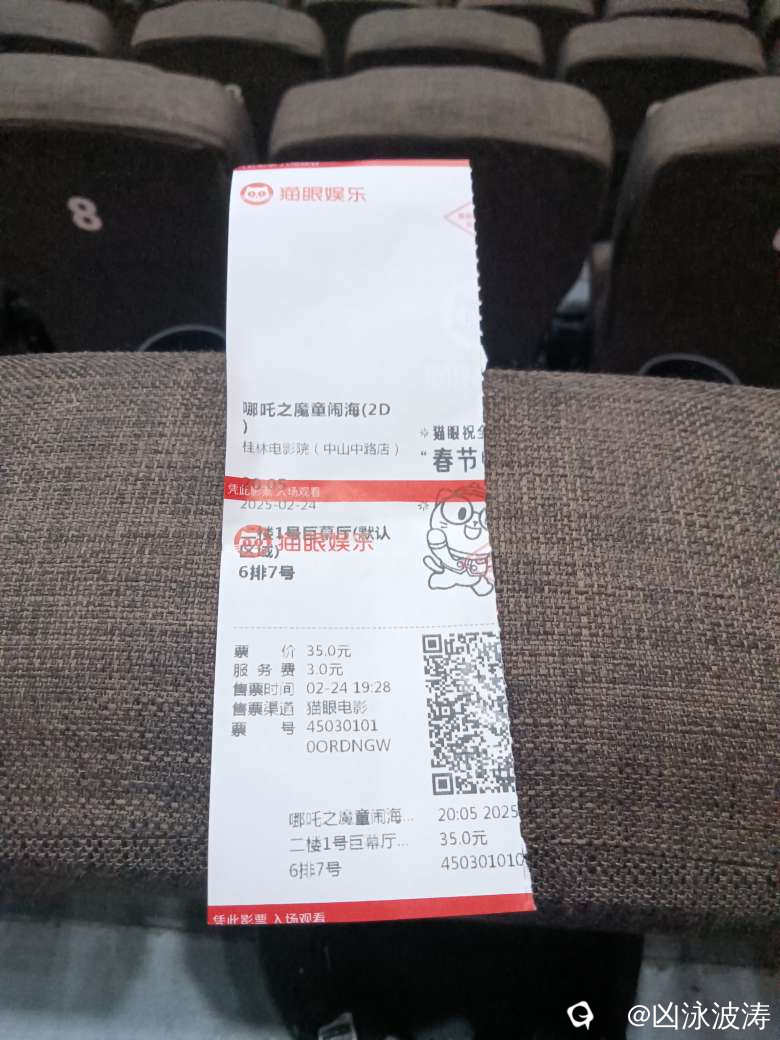 8
猫眼娱乐
哪吒之魔童闹海(2D
)
桂林电影院（中山中路店）
猫眼祝全
“春节
20:05
凭此影票 入场观看
2025-02-24
二楼1号巨幕厅(默认
区域)
猫眼娱乐
6排7号
票 价 35.0元
服 务 费 3.0元
售票时间 02-24 19:28
售票渠道 猫眼电影
票 号 45030101
0ORDNGW
哪吒之魔童闹海... 20:05 2025
二楼1号巨幕厅... 35.0元
6排7号 450301010
凭此影票 入场观看
@凶泳波涛